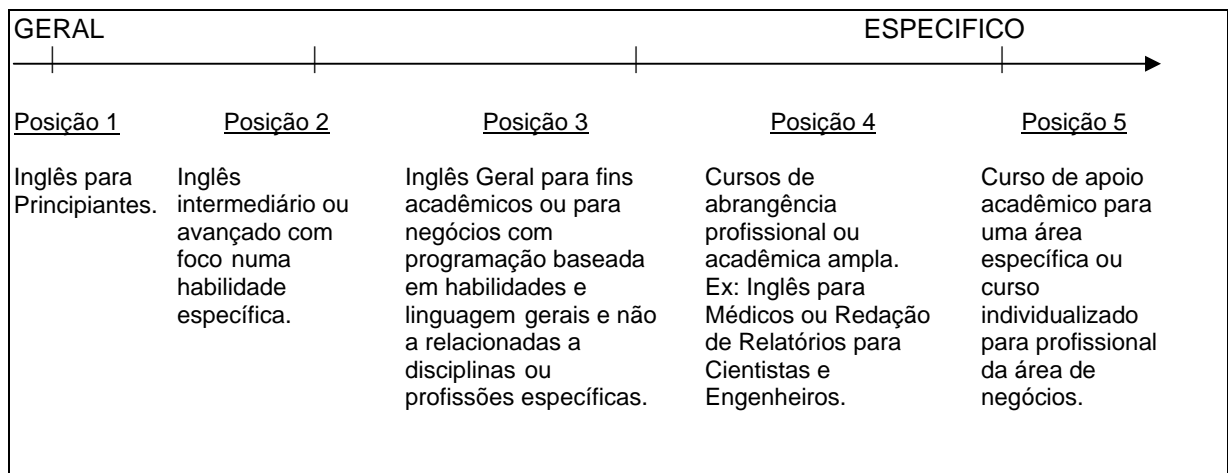 GERAL ESPECIFICO
Posição 1 Posição 2 Posição 3 Posição 4 Posição 5
Inglês para
Principiantes.
Inglês
intermediário ou
avançado com
foco numa
habilidade
específica.
Inglês Geral para fins
acadêmicos ou para
negócios com
programação baseada
em habilidades e
linguagem gerais e não
a relacionadas a
disciplinas ou
profissões específicas.
Cursos de
abrangência
profissional ou
acadêmica ampla.
Ex: Inglês para
Médicos ou Redação
de Relatórios para
Cientistas e
Engenheiros.
Curso de apoio
acadêmico para
uma área
específica ou
curso
individualizado
para profissional
da área de
negócios.